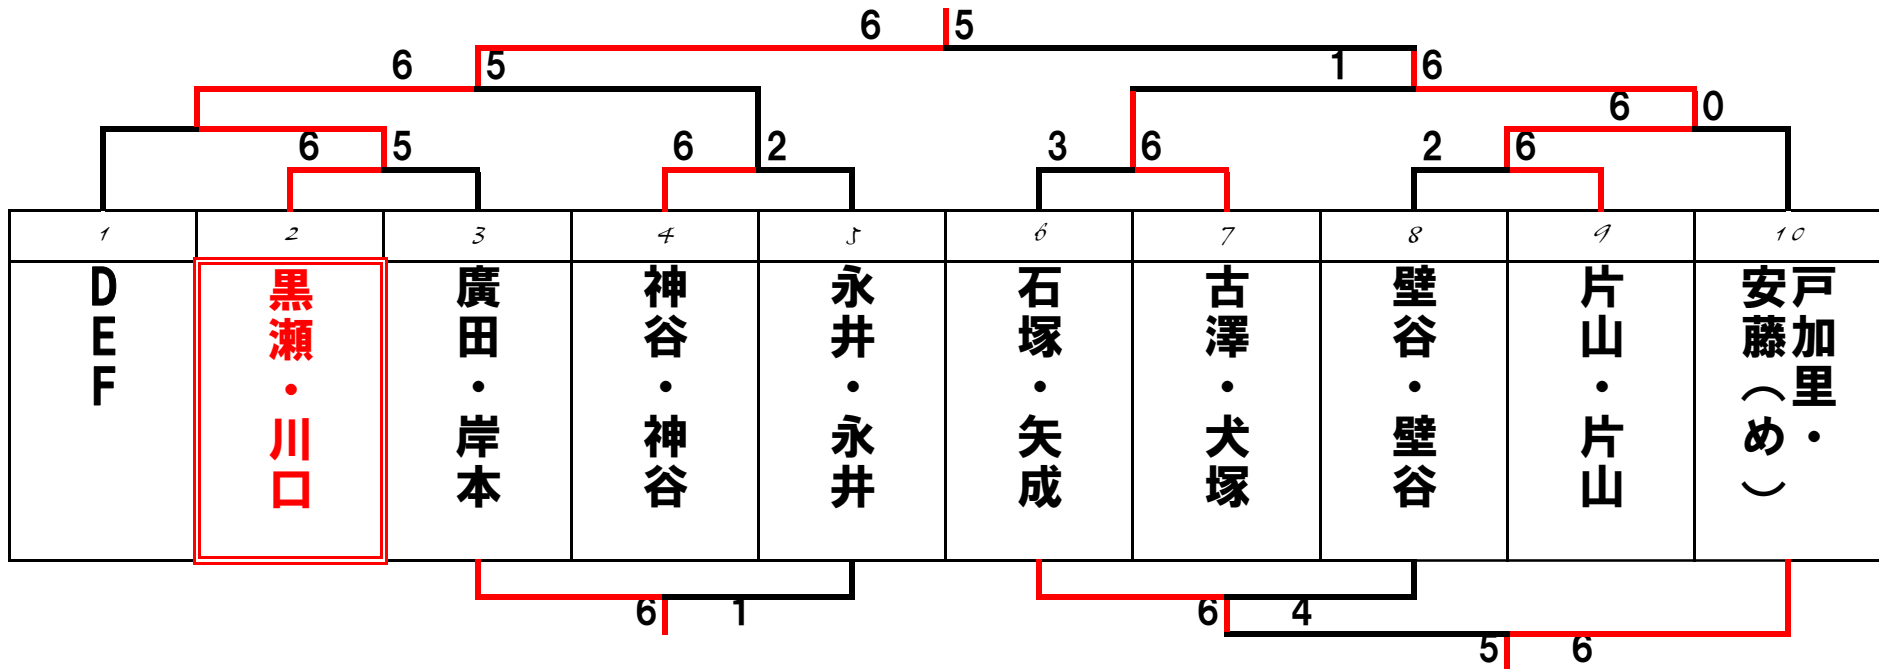 6 5
6 5 1 6
6 0
6 5 6 2 3 6 2 6
1 2 3 4 5 6 7 8 9 10
DEF
黒瀬・川口
廣田・岸本
神谷・神谷
永井・永井
石塚・矢成
古澤・犬塚
壁谷・壁谷
片山・片山
戸加里・
安藤（め）
6 1 6 4
5 6